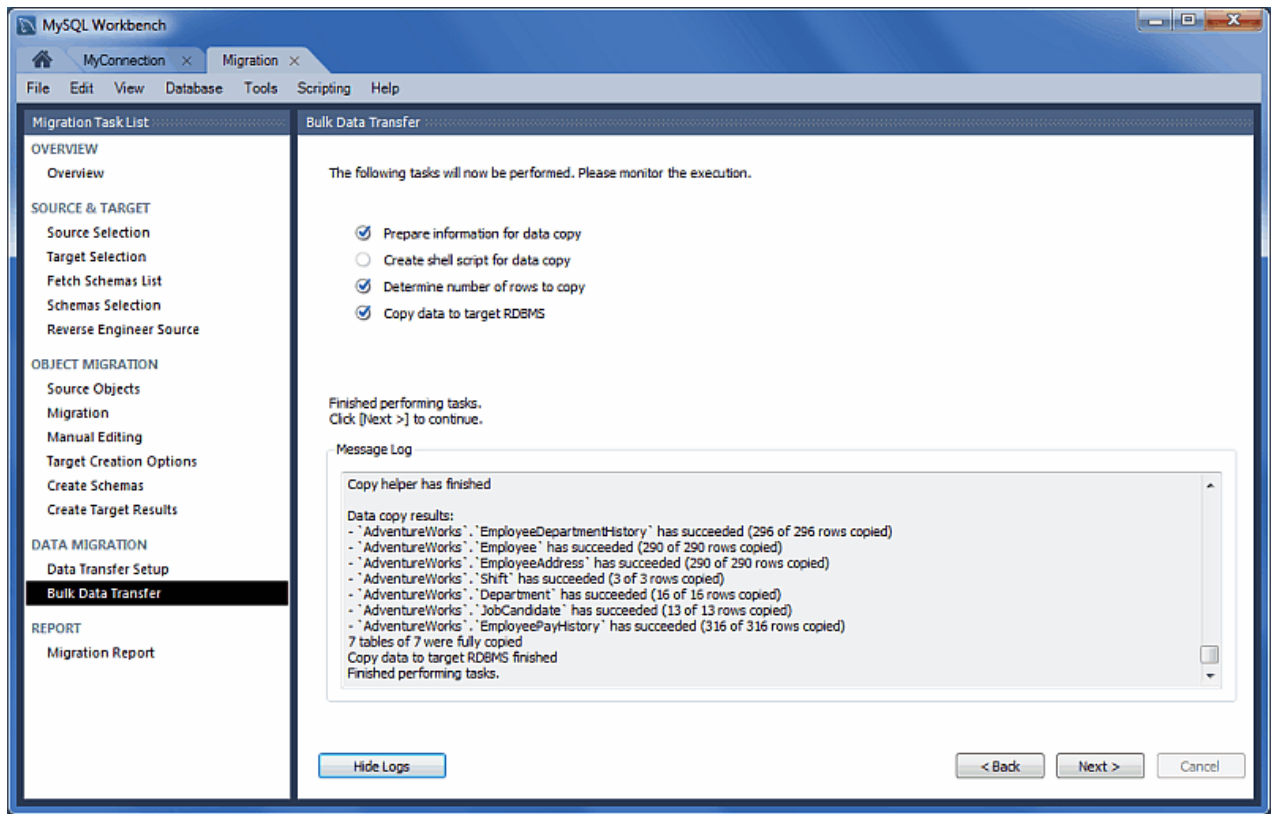 MySQL Workbench
MyConnection × Migration ×
File Edit View Database Tools Scripting Help
Migration Task List
OVERVIEW
Overview
SOURCE & TARGET
Source Selection
Target Selection
Fetch Schemas List
Schemas Selection
Reverse Engineer Source
OBJECT MIGRATION
Source Objects
Migration
Manual Editing
Target Creation Options
Create Schemas
Create Target Results
DATA MIGRATION
Data Transfer Setup
Bulk Data Transfer
REPORT
Migration Report
Bulk Data Transfer
The following tasks will now be performed. Please monitor the execution.
Prepare information for data copy
Create shell script for data copy
Determine number of rows to copy
Copy data to target RDBMS
Finished performing tasks.
Click [Next >] to continue.
Message Log
Copy helper has finished
Data copy results:
- `AdventureWorks`.`EmployeeDepartmentHistory` has succeeded (296 of 296 rows copied)
- `AdventureWorks`.`Employee` has succeeded (290 of 290 rows copied)
- `AdventureWorks`.`EmployeeAddress` has succeeded (290 of 290 rows copied)
- `AdventureWorks`.`Shift` has succeeded (3 of 3 rows copied)
- `AdventureWorks`.`Department` has succeeded (16 of 16 rows copied)
- `AdventureWorks`.`JobCandidate` has succeeded (13 of 13 rows copied)
- `AdventureWorks`.`EmployeePayHistory` has succeeded (316 of 316 rows copied)
7 tables of 7 were fully copied
Copy data to target RDBMS finished
Finished performing tasks.
Hide Logs < Back Next > Cancel